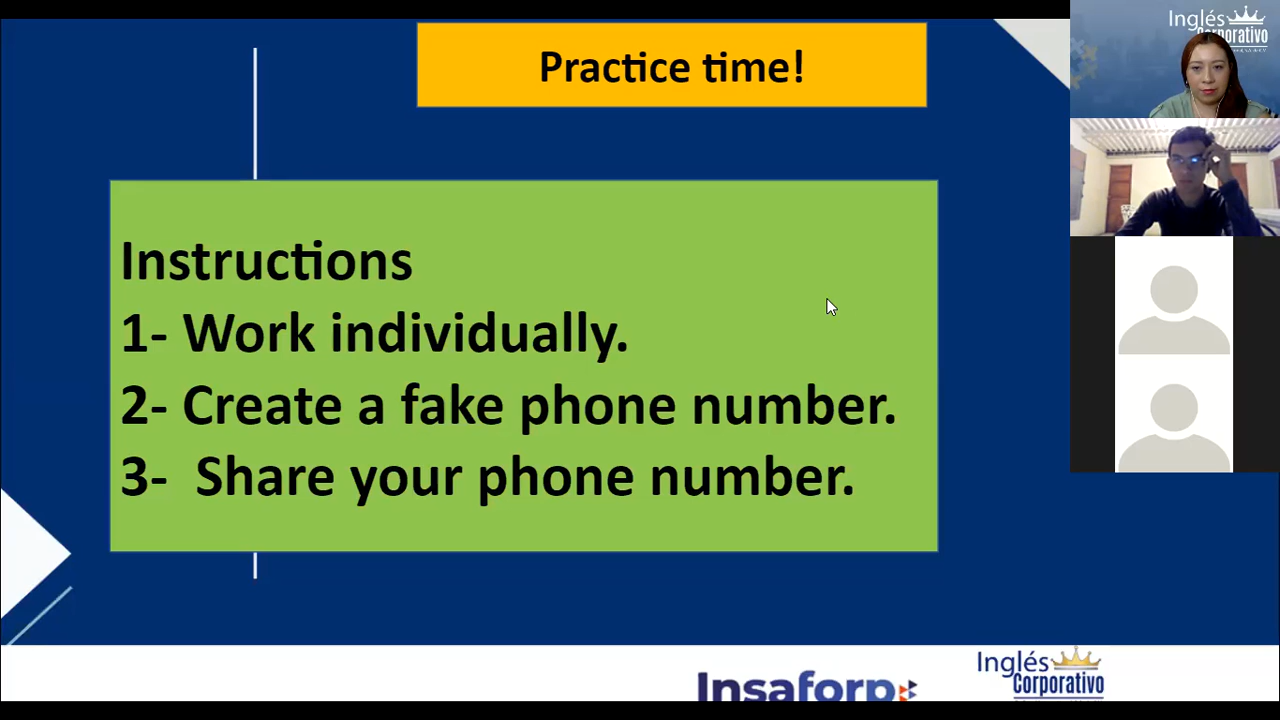 Practice time!
Inglés
Corporativo
Instructions
1- Work individually.
2- Create a fake phone number.
3- Share your phone number.
Insaforp
Inglés
Corporativo